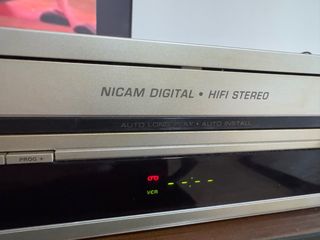 NICAM DIGITAL • HIFI STEREO
AUTO LONG PLAY • AUTO INSTALL
PROG +
VCR
--:--